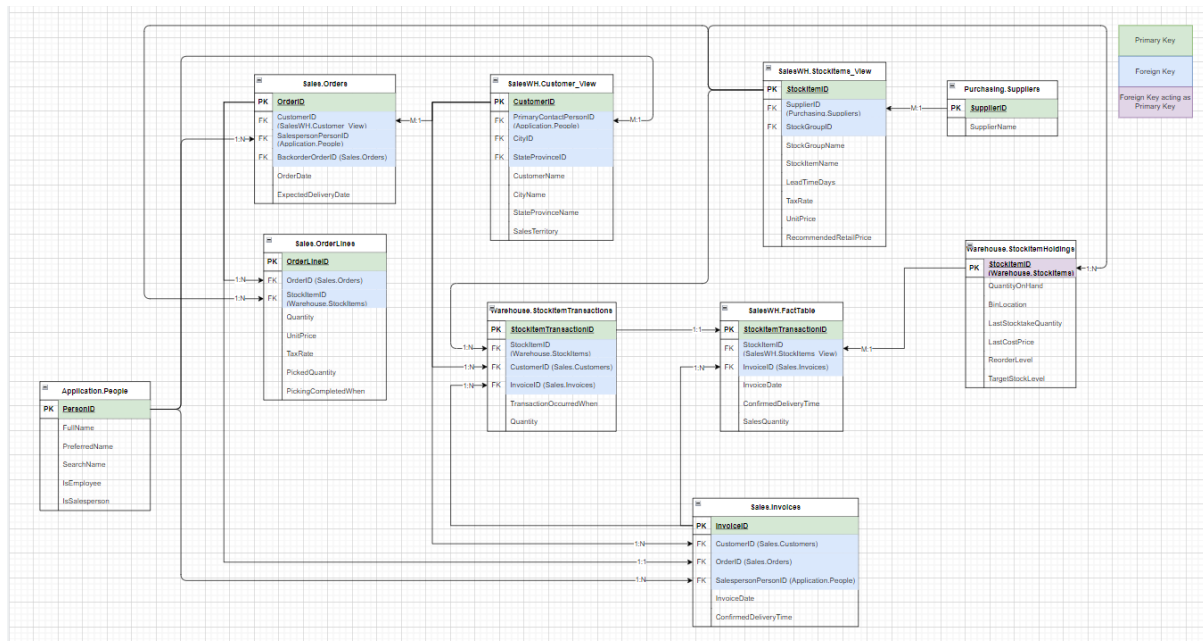 Primary Key
Foreign Key
Foreign Key acting as
Primary Key
Sales.Orders
PK OrderID
FK CustomerID
(SalesWH.Customer_View)
FK SalespersonPersonID
(Application.People)
FK BackorderOrderID (Sales.Orders)
OrderDate
ExpectedDeliveryDate
SalesWH.Customer_View
PK CustomerID
FK PrimaryContactPersonID
(Application.People)
FK CityID
FK StateProvinceID
CustomerName
CityName
StateProvinceName
SalesTerritory
SalesWH.StockItems_View
PK StockItemID
FK SupplierID
(Purchasing.Suppliers)
FK StockGroupID
StockGroupName
StockItemName
LeadTimeDays
TaxRate
UnitPrice
RecommendedRetailPrice
Purchasing.Suppliers
PK SupplierID
SupplierName
M:1
M:1
M:1
1:N
Sales.OrderLines
PK OrderLineID
FK OrderID (Sales.Orders)
FK StockItemID
(Warehouse.StockItems)
Quantity
UnitPrice
TaxRate
PickedQuantity
PickingCompletedWhen
1:N
1:N
Warehouse.StockItemHoldings
PK StockItemID
(Warehouse.StockItems)
QuantityOnHand
BinLocation
LastStocktakeQuantity
LastCostPrice
ReorderLevel
TargetStockLevel
1:N
Warehouse.StockItemTransactions
PK StockItemTransactionID
FK StockItemID
(Warehouse.StockItems)
FK CustomerID (Sales.Customers)
FK InvoiceID (Sales.Invoices)
TransactionOccurredWhen
Quantity
1:N
1:N
1:N
1:1
SalesWH.FactTable
PK StockItemTransactionID
FK StockItemID
(SalesWH.StockItems_View)
FK InvoiceID (Sales.Invoices)
InvoiceDate
ConfirmedDeliveryTime
SalesQuantity
M:1
1:N
Application.People
PK PersonID
FullName
PreferredName
SearchName
IsEmployee
IsSalesperson
Sales.Invoices
PK InvoiceID
FK CustomerID (Sales.Customers)
FK OrderID (Sales.Orders)
FK SalespersonPersonID (Application.People)
InvoiceDate
ConfirmedDeliveryTime
1:N
1:1
1:N